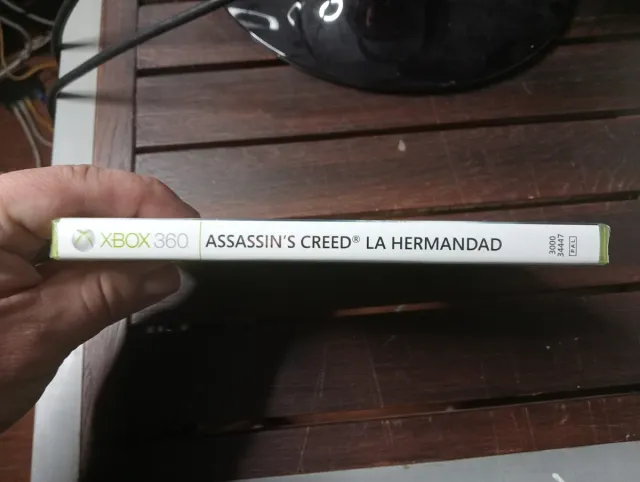 XBOX 360
ASSASSIN'S CREED® LA HERMANDAD
3000
34447
PAL